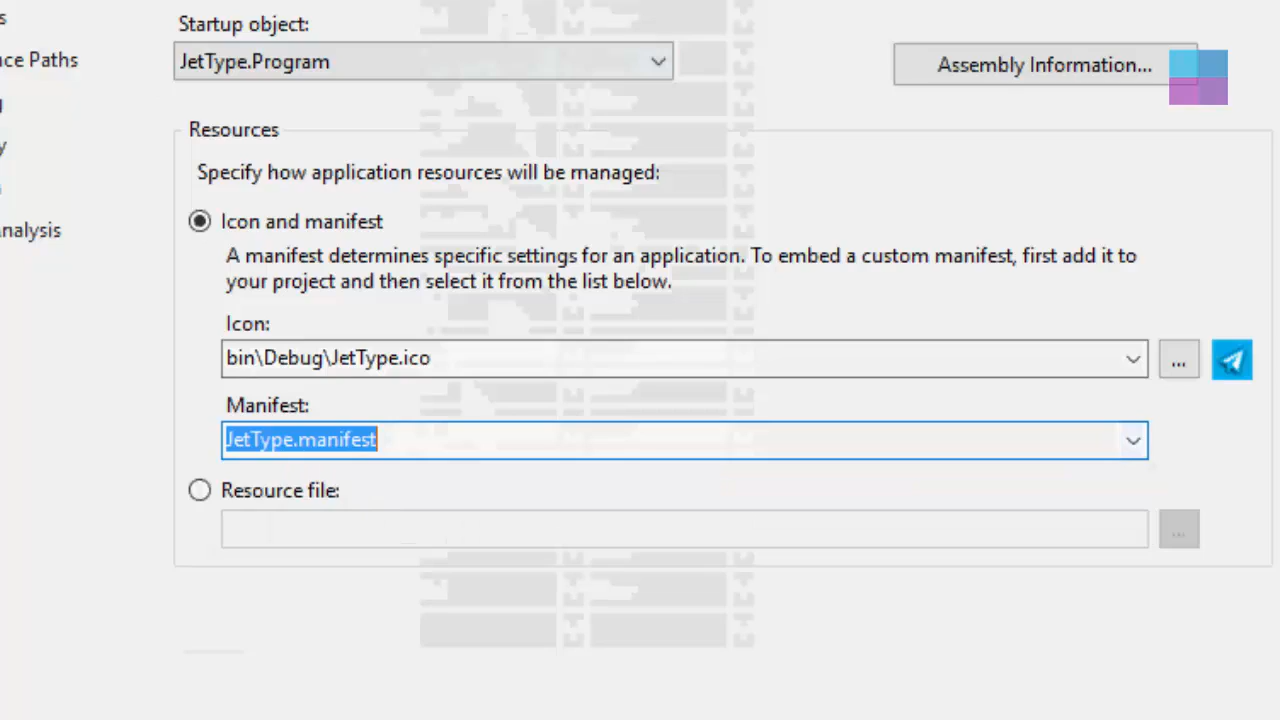 Startup object:
JetType.Program
Assembly Information...
ce Paths
Resources
Specify how application resources will be managed:
Icon and manifest
nalysis
A manifest determines specific settings for an application. To embed a custom manifest, first add it to
your project and then select it from the list below.
Icon:
bin\Debug\JetType.ico
...
Manifest:
JetType.manifest
Resource file:
...